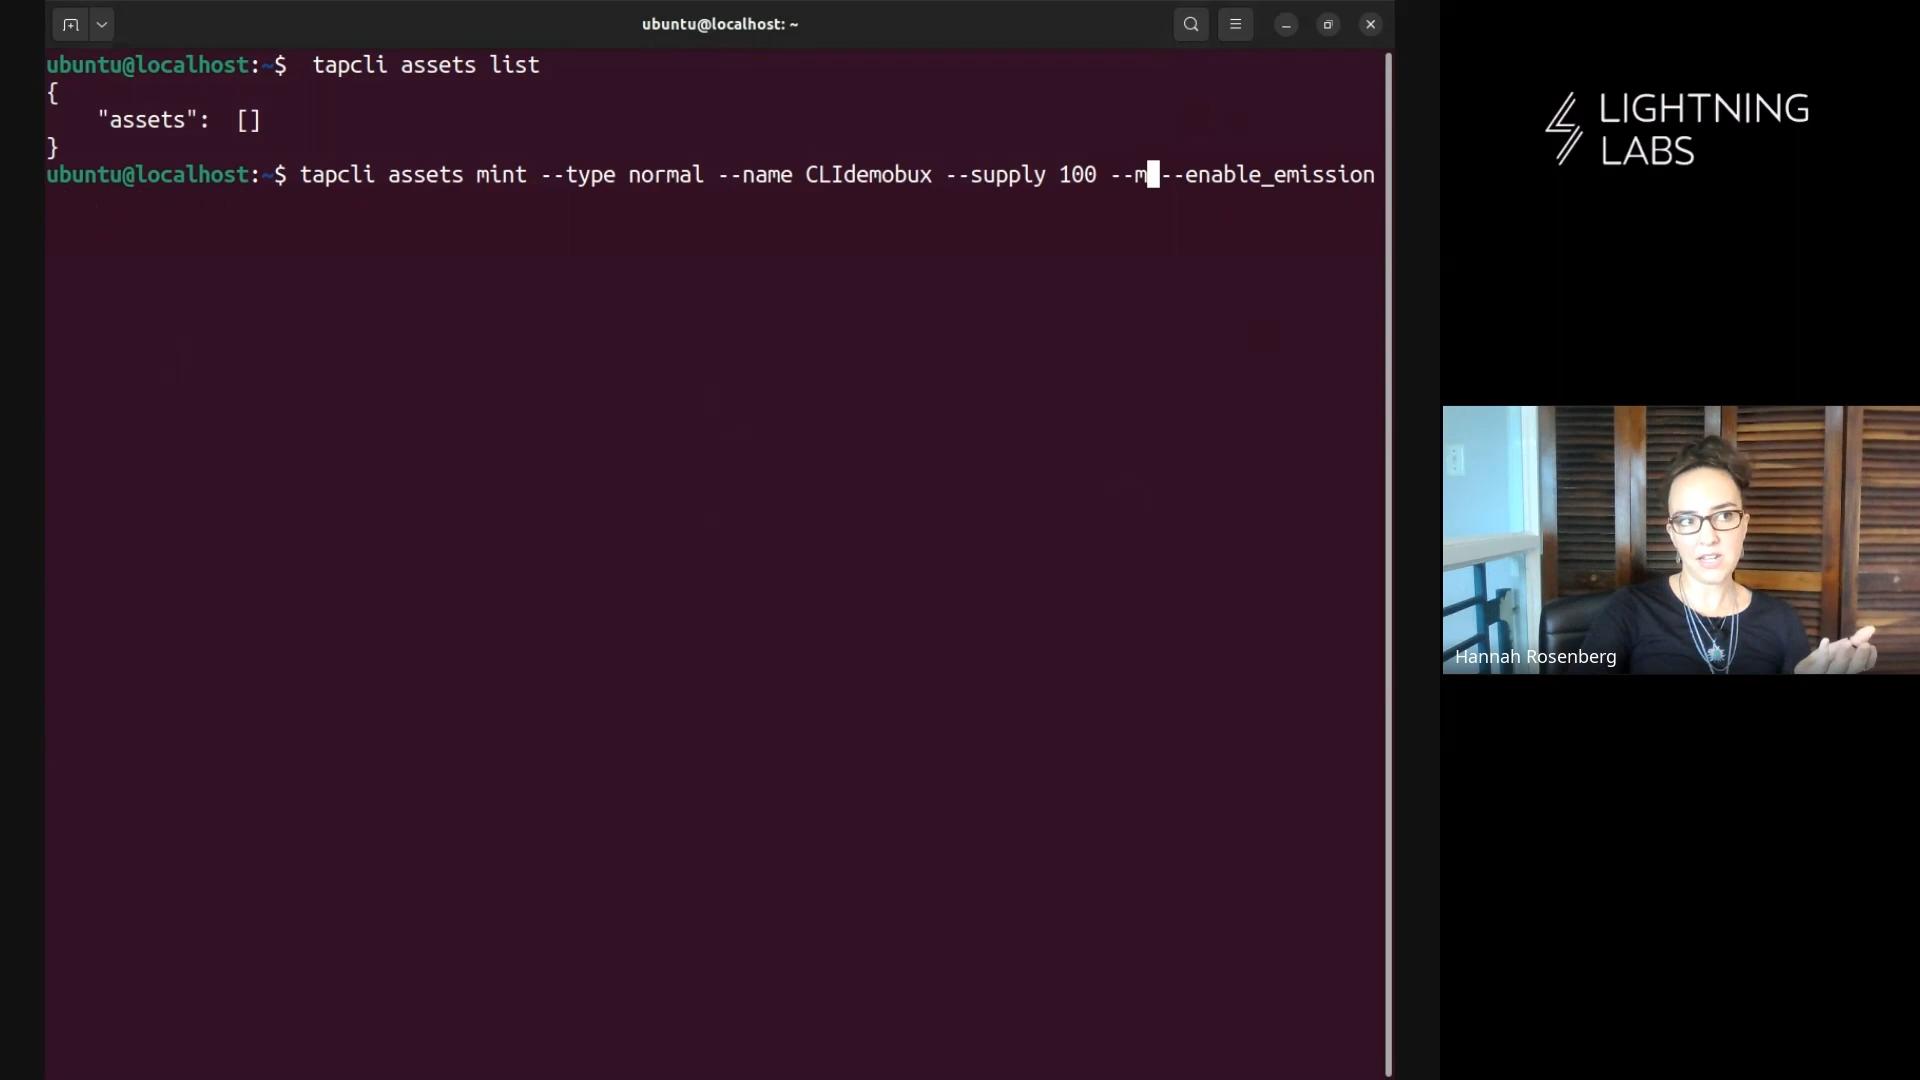 ubuntu@localhost: ~
ubuntu@localhost:~$  tapcli assets list
{
    "assets":  []
}
ubuntu@localhost:~$ tapcli assets mint --type normal --name CLIdemobux --supply 100 --m --enable_emission
LIGHTNING
LABS
Hannah Rosenberg